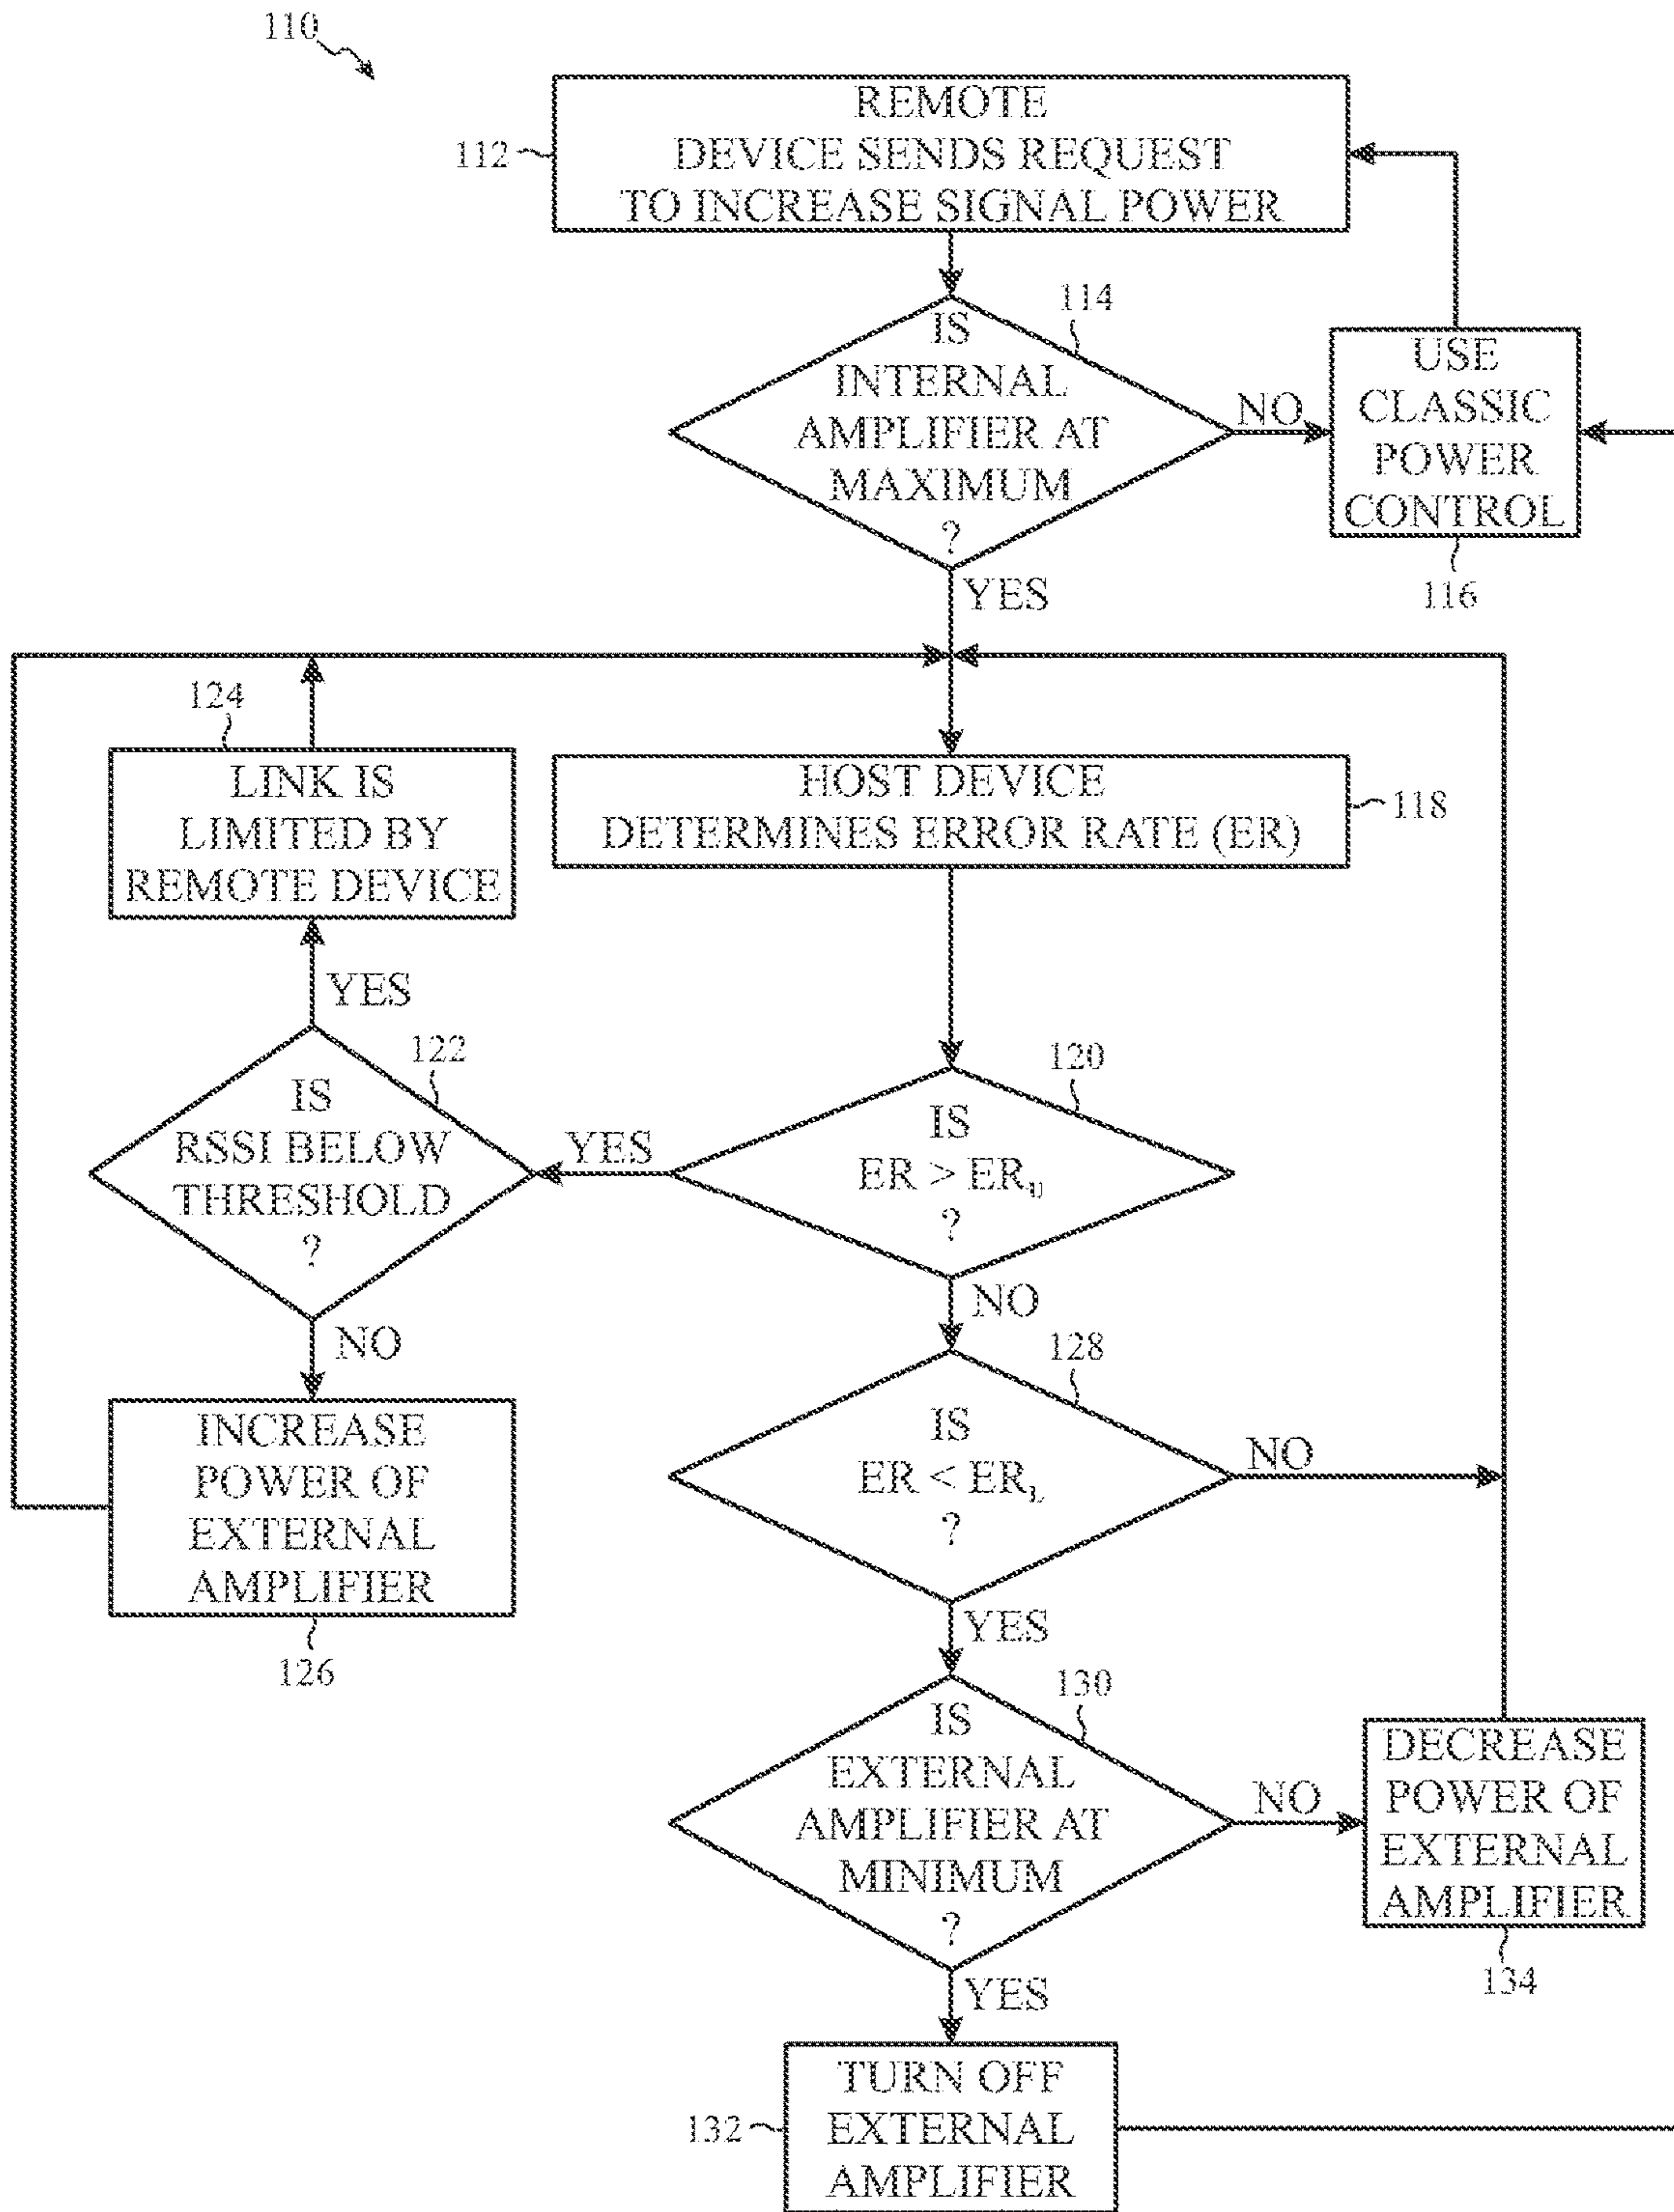 110
REMOTE
DEVICE SENDS REQUEST
TO INCREASE SIGNAL POWER
112
IS
INTERNAL
AMPLIFIER AT
MAXIMUM
?
114
NO
USE
CLASSIC
POWER
CONTROL
116
YES
124
LINK IS
LIMITED BY
REMOTE DEVICE
HOST DEVICE
DETERMINES ERROR RATE (ER)
118
YES
122
IS
RSSI BELOW
THRESHOLD
?
YES
120
IS
ER > ER_U
?
NO
NO
INCREASE
POWER OF
EXTERNAL
AMPLIFIER
126
128
IS
ER < ER_L
?
NO
YES
130
IS
EXTERNAL
AMPLIFIER AT
MINIMUM
?
NO
DECREASE
POWER OF
EXTERNAL
AMPLIFIER
134
YES
TURN OFF
EXTERNAL
AMPLIFIER
132